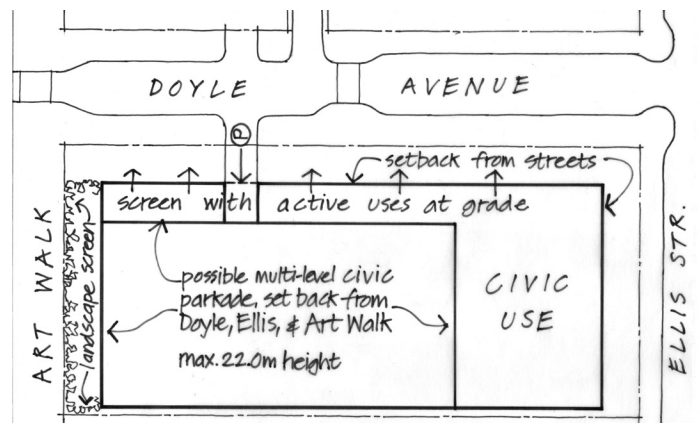 DOYLE AVENUE
P
setback from streets
screen with active uses at grade
ART WALK
landscape screen
possible multi-level civic
parkade, set back from
Doyle, Ellis, & Art Walk
max. 22.0m height
CIVIC
USE
ELLIS STR.